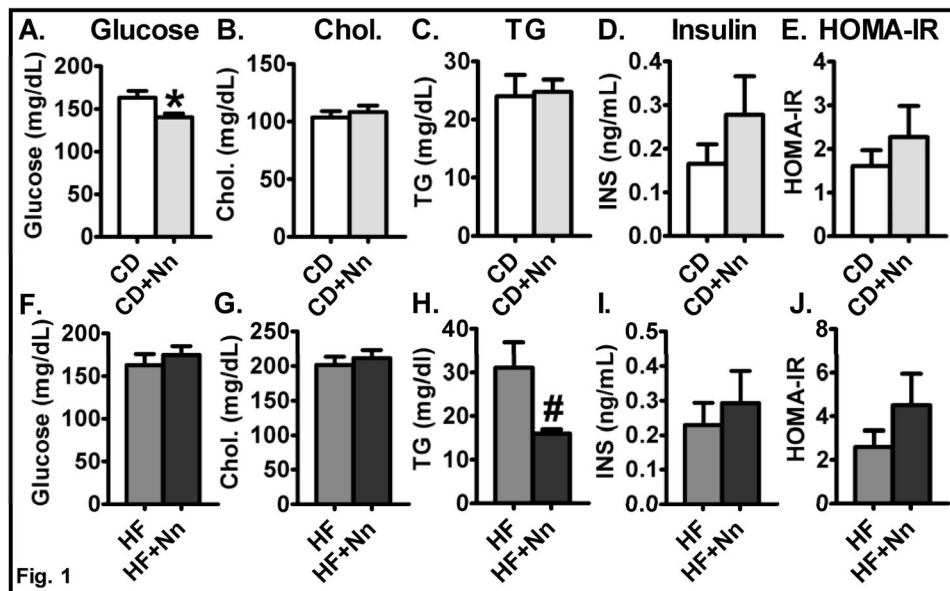 A. Glucose
B. Chol.
C. TG
D. Insulin
E. HOMA-IR
Glucose (mg/dL)
200
150
100
50
0
*
CD
CD+Nn
Chol. (mg/dL)
150
100
50
0
CD
CD+Nn
TG (mg/dL)
30
20
10
0
CD
CD+Nn
INS (ng/mL)
0.4
0.3
0.2
0.1
0.0
CD
CD+Nn
HOMA-IR
4
3
2
1
0
CD
CD+Nn
F.
Glucose (mg/dL)
200
150
100
50
0
HF
HF+Nn
G.
Chol. (mg/dL)
250
200
150
100
50
0
HF
HF+Nn
H.
TG (mg/dl)
40
30
20
10
0
#
HF
HF+Nn
I.
INS (ng/mL)
0.5
0.4
0.3
0.2
0.1
0.0
HF
HF+Nn
J.
HOMA-IR
8
6
4
2
0
HF
HF+Nn
Fig. 1